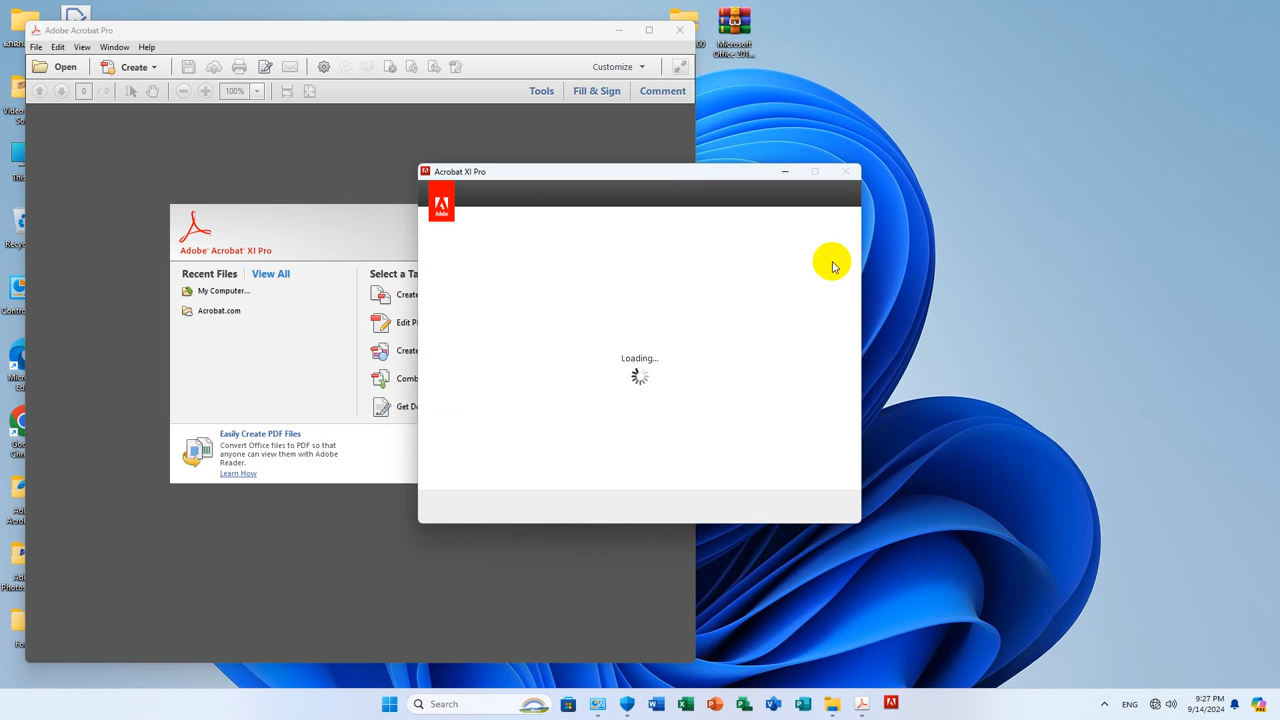 Adobe Acrobat Pro
File Edit View Window Help
Open Create Customize
0 / 0 100% Tools Fill & Sign Comment
Adobe® Acrobat® XI Pro
Recent Files View All
My Computer...
Acrobat.com
Select a Ta
Create
Edit P
Create
Comb
Get D
Easily Create PDF Files
Convert Office files to PDF so that
anyone can view them with Adobe
Reader.
Learn How
Acrobat XI Pro
Adobe
Loading...
Microsoft
Office 201...
Search
ENG
9:27 PM
9/14/2024